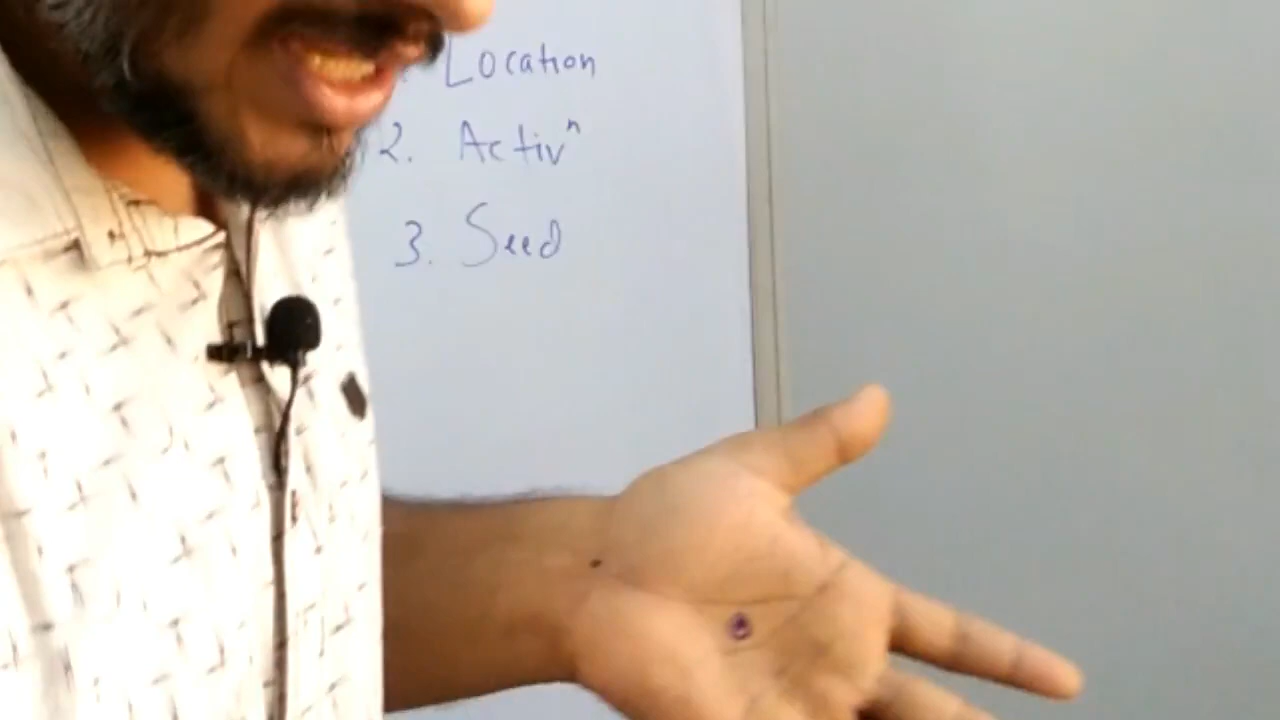 Location
2. Activⁿ
3. Seed